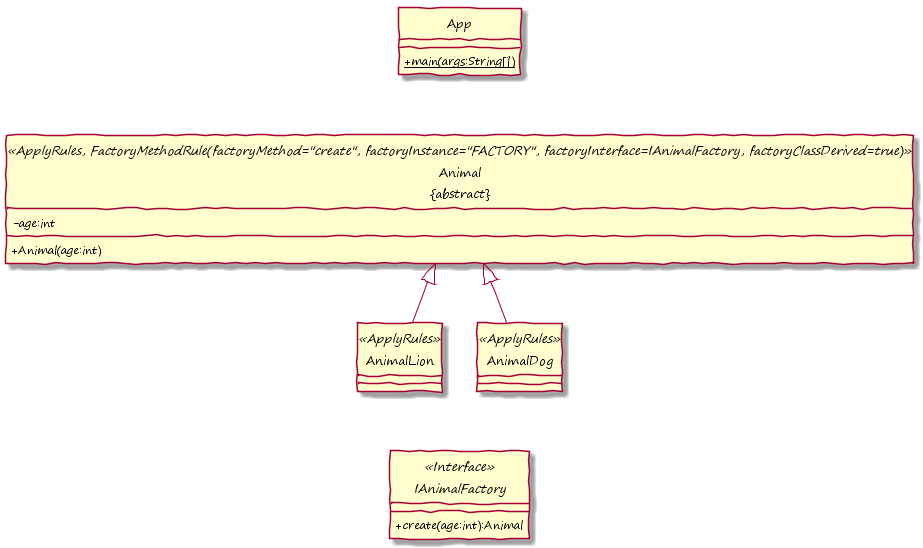 App
+main(args:String[])
«ApplyRules, FactoryMethodRule(factoryMethod="create", factoryInstance="FACTORY", factoryInterface=IAnimalFactory, factoryClassDerived=true)»
Animal
{abstract}
-age:int
+Animal(age:int)
«ApplyRules» «ApplyRules»
AnimalLion AnimalDog
«Interface»
IAnimalFactory
+create(age:int):Animal